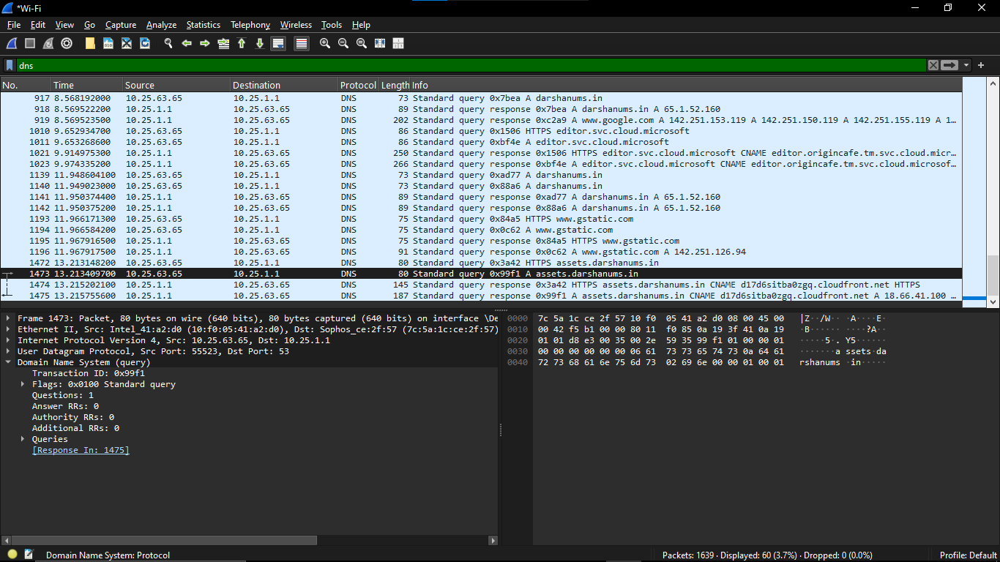 *Wi-Fi
File Edit View Go Capture Analyze Statistics Telephony Wireless Tools Help
dns
No. Time Source Destination Protocol Length Info
917 8.568192000 10.25.63.65 10.25.1.1 DNS 73 Standard query 0x7bea A darshanums.in
918 8.569522200 10.25.1.1 10.25.63.65 DNS 89 Standard query response 0x7bea A darshanums.in A 65.1.52.160
919 8.569523500 10.25.1.1 10.25.63.65 DNS 202 Standard query response 0xc2a9 A www.google.com A 142.251.153.119 A 142.251.150.119 A 142.251.155.119 A 1…
1010 9.652934700 10.25.63.65 10.25.1.1 DNS 86 Standard query 0x1506 HTTPS editor.svc.cloud.microsoft
1011 9.653268600 10.25.63.65 10.25.1.1 DNS 86 Standard query 0xbf4e A editor.svc.cloud.microsoft
1021 9.914975300 10.25.1.1 10.25.63.65 DNS 250 Standard query response 0x1506 HTTPS editor.svc.cloud.microsoft CNAME editor.origincafe.tm.svc.cloud.micr…
1023 9.974335200 10.25.1.1 10.25.63.65 DNS 266 Standard query response 0xbf4e A editor.svc.cloud.microsoft CNAME editor.origincafe.tm.svc.cloud.microsof…
1139 11.948604100 10.25.63.65 10.25.1.1 DNS 73 Standard query 0xad77 A darshanums.in
1140 11.949023000 10.25.63.65 10.25.1.1 DNS 73 Standard query 0x88a6 A darshanums.in
1141 11.950374400 10.25.1.1 10.25.63.65 DNS 89 Standard query response 0xad77 A darshanums.in A 65.1.52.160
1142 11.950375200 10.25.1.1 10.25.63.65 DNS 89 Standard query response 0x88a6 A darshanums.in A 65.1.52.160
1193 11.966171300 10.25.63.65 10.25.1.1 DNS 75 Standard query 0x84a5 HTTPS www.gstatic.com
1194 11.966584200 10.25.63.65 10.25.1.1 DNS 75 Standard query 0x0c62 A www.gstatic.com
1195 11.967916500 10.25.1.1 10.25.63.65 DNS 75 Standard query response 0x84a5 HTTPS www.gstatic.com
1196 11.967917500 10.25.1.1 10.25.63.65 DNS 91 Standard query response 0x0c62 A www.gstatic.com A 142.251.126.94
1472 13.213148200 10.25.63.65 10.25.1.1 DNS 80 Standard query 0x3a42 HTTPS assets.darshanums.in
1473 13.213409700 10.25.63.65 10.25.1.1 DNS 80 Standard query 0x99f1 A assets.darshanums.in
1474 13.215202100 10.25.1.1 10.25.63.65 DNS 145 Standard query response 0x3a42 HTTPS assets.darshanums.in CNAME d17d6sitba0zgq.cloudfront.net HTTPS
1475 13.215755600 10.25.1.1 10.25.63.65 DNS 187 Standard query response 0x99f1 A assets.darshanums.in CNAME d17d6sitba0zgq.cloudfront.net A 18.66.41.100 …
Frame 1473: Packet, 80 bytes on wire (640 bits), 80 bytes captured (640 bits) on interface \De
Ethernet II, Src: Intel_41:a2:d0 (10:f0:05:41:a2:d0), Dst: Sophos_ce:2f:57 (7c:5a:1c:ce:2f:57)
Internet Protocol Version 4, Src: 10.25.63.65, Dst: 10.25.1.1
User Datagram Protocol, Src Port: 55523, Dst Port: 53
Domain Name System (query)
Transaction ID: 0x99f1
Flags: 0x0100 Standard query
Questions: 1
Answer RRs: 0
Authority RRs: 0
Additional RRs: 0
Queries
[Response In: 1475]
0000 7c 5a 1c ce 2f 57 10 f0 05 41 a2 d0 08 00 45 00 |Z··/W·· ·A····E·
0010 00 42 f5 b1 00 00 80 11 f0 85 0a 19 3f 41 0a 19 ·B······ ····?A··
0020 01 01 d8 e3 00 35 00 2e 59 35 99 f1 01 00 00 01 ·····5·. Y5······
0030 00 00 00 00 00 00 06 61 73 73 65 74 73 0a 64 61 ·······a ssets·da
0040 72 73 68 61 6e 75 6d 73 02 69 6e 00 00 01 00 01 rshanums ·in·····
Domain Name System: Protocol
Packets: 1639 · Displayed: 60 (3.7%) · Dropped: 0 (0.0%)
Profile: Default